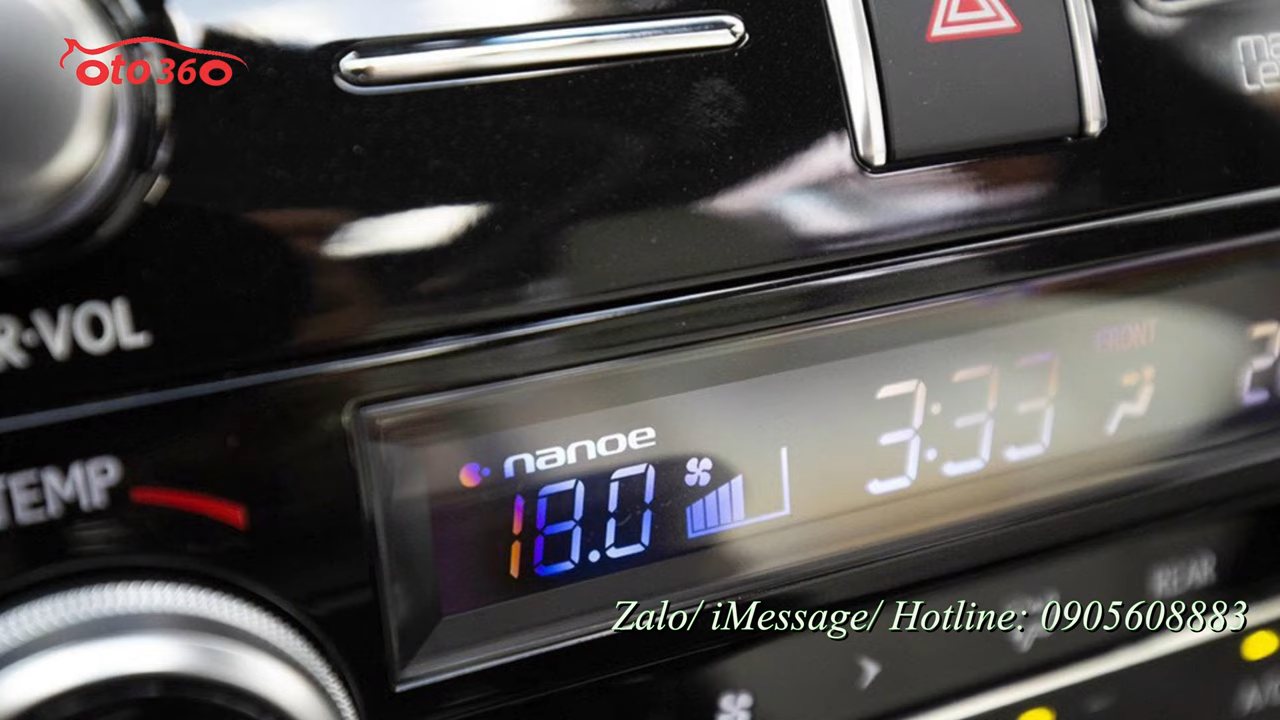 oto360
R·VOL
nanoe
18.0
3:33
FRONT
TEMP
REAR
Zalo/ iMessage/ Hotline: 0905608883